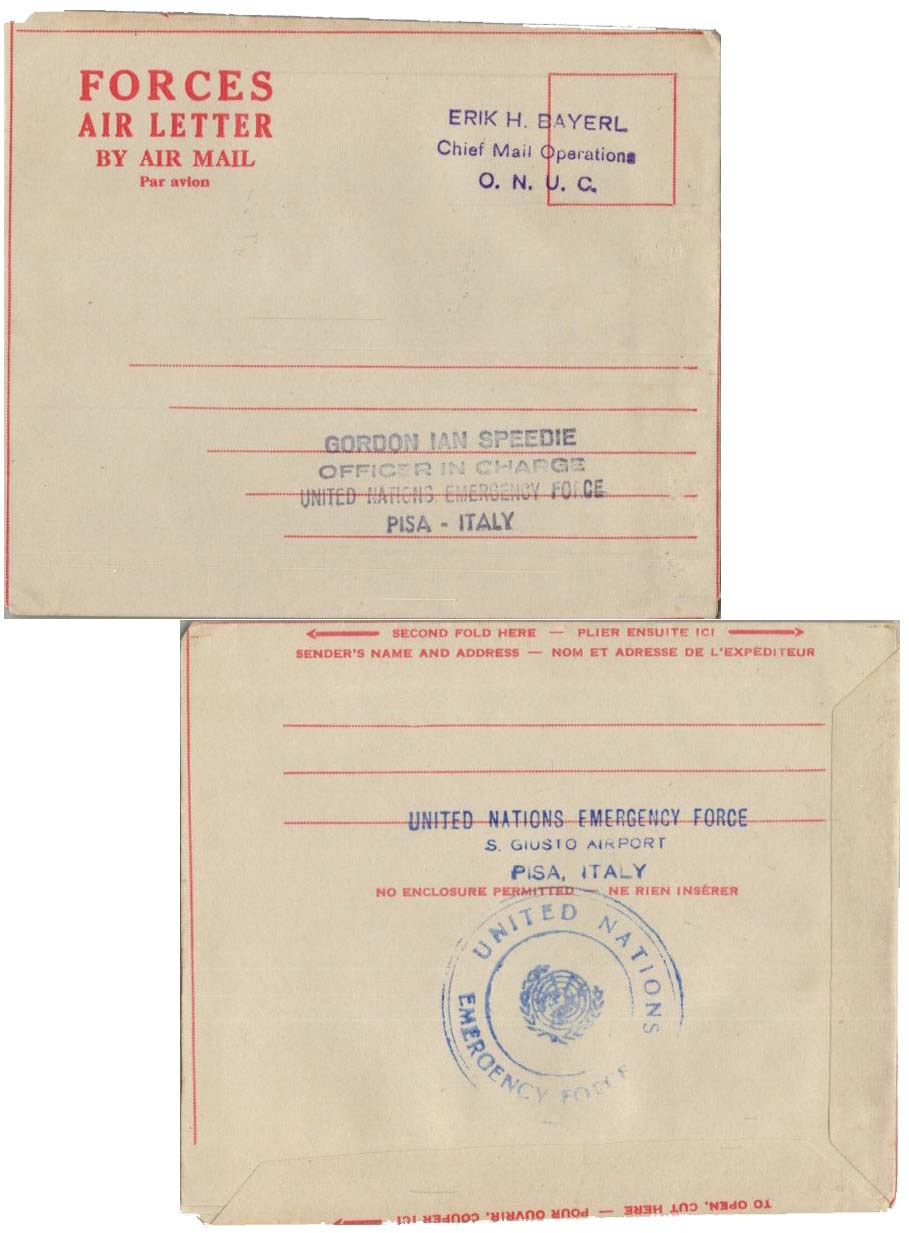 FORCES
AIR LETTER
BY AIR MAIL
Par avion
ERIK H. BAYERL
Chief Mail Operations
O. N. U. C.
GORDON IAN SPEEDIE
OFFICER IN CHARGE
UNITED NATIONS EMERGENCY FORCE
PISA - ITALY
SECOND FOLD HERE — PLIER ENSUITE ICI
SENDER'S NAME AND ADDRESS — NOM ET ADRESSE DE L'EXPÉDITEUR
UNITED NATIONS EMERGENCY FORCE
S. GIUSTO AIRPORT
PISA, ITALY
NO ENCLOSURE PERMITTED — NE RIEN INSÉRER
UNITED NATIONS
EMERGENCY FORCE
TO OPEN, CUT HERE — POUR OUVRIR, COUPER ICI